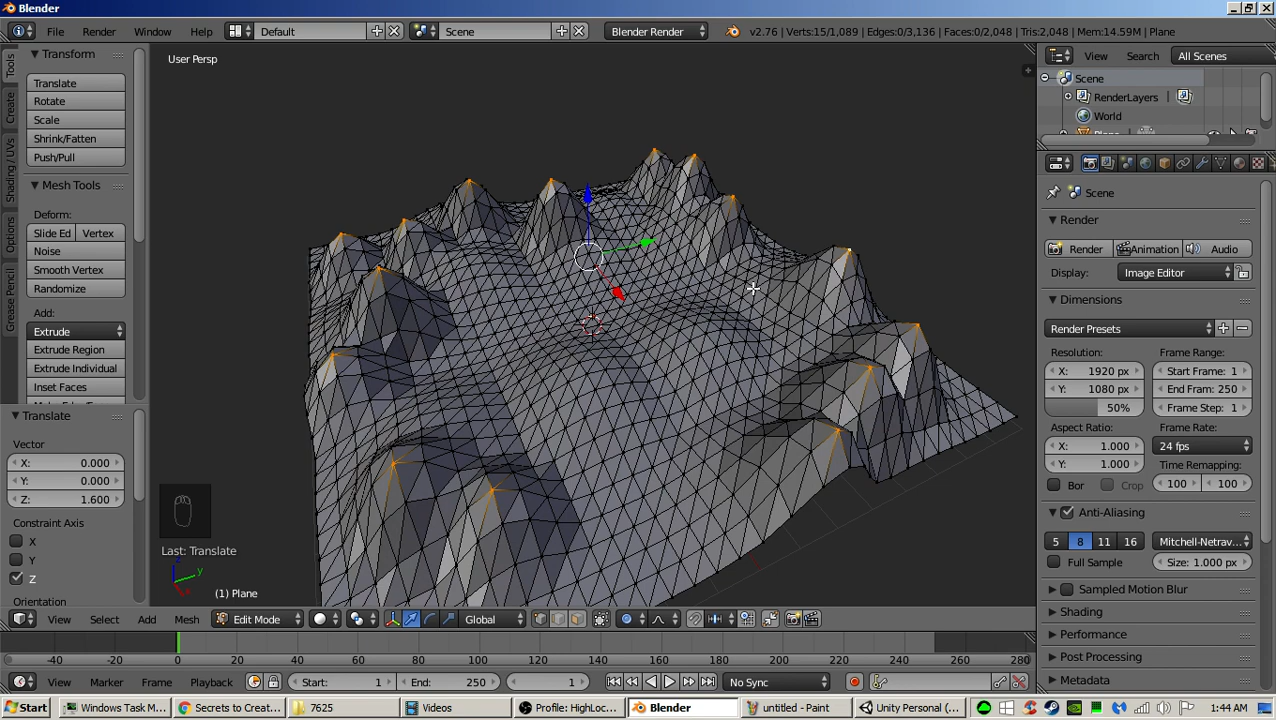 Blender
File Render Window Help Default Scene Blender Render v2.76 | Verts:15/1,089 | Edges:0/3,136 | Faces:0/2,048 | Tris:2,048 | Mem:14.59M | Plane
Tools
Create
Shading / UVs
Options
Grease Pencil
Transform
Translate
Rotate
Scale
Shrink/Fatten
Push/Pull
Mesh Tools
Deform:
Slide Ed Vertex
Noise
Smooth Vertex
Randomize
Add:
Extrude
Extrude Region
Extrude Individual
Inset Faces
Translate
Vector
X: 0.000
Y: 0.000
Z: 1.600
Constraint Axis
X
Y
Z
Orientation
User Persp
Last: Translate
z
y
x
(1) Plane
View Select Add Mesh Edit Mode Global
-40 -20 0 20 40 60 80 100 120 140 160 180 200 220 240 260 280
View Marker Frame Playback Start: 1 End: 250 1 No Sync
View Search All Scenes
Scene
RenderLayers
World
Scene
Render
Render Animation Audio
Display: Image Editor
Dimensions
Render Presets
Resolution: Frame Range:
X: 1920 px Start Frame: 1
Y: 1080 px End Fram: 250
50% Frame Step: 1
Aspect Ratio: Frame Rate:
X: 1.000 24 fps
Y: 1.000 Time Remapping:
Bor Crop 100 100
Anti-Aliasing
5 8 11 16 Mitchell-Netrav...
Full Sample Size: 1.000 px
Sampled Motion Blur
Shading
Performance
Post Processing
Metadata
Start Windows Task M... Secrets to Creat... 7625 Videos Profile: HighLoc... Blender untitled - Paint Unity Personal (... 1:44 AM